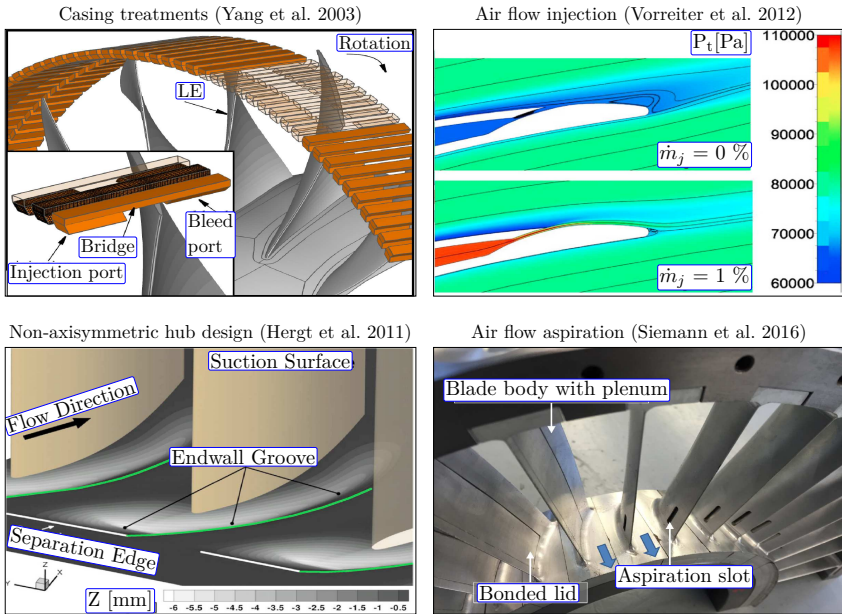 Casing treatments (Yang et al. 2003)
Rotation
LE
Bridge
Bleed
port
Injection port
Air flow injection (Vorreiter et al. 2012)
P_t[Pa]
110000
100000
90000
80000
70000
60000
ṁ_j = 0 %
ṁ_j = 1 %
Non-axisymmetric hub design (Hergt et al. 2011)
Suction Surface
Flow Direction
Endwall Groove
Separation Edge
Z
X
Y
Z [mm]
-6 -5.5 -5 -4.5 -4 -3.5 -3 -2.5 -2 -1.5 -1 -0.5
Air flow aspiration (Siemann et al. 2016)
Blade body with plenum
Bonded lid
Aspiration slot